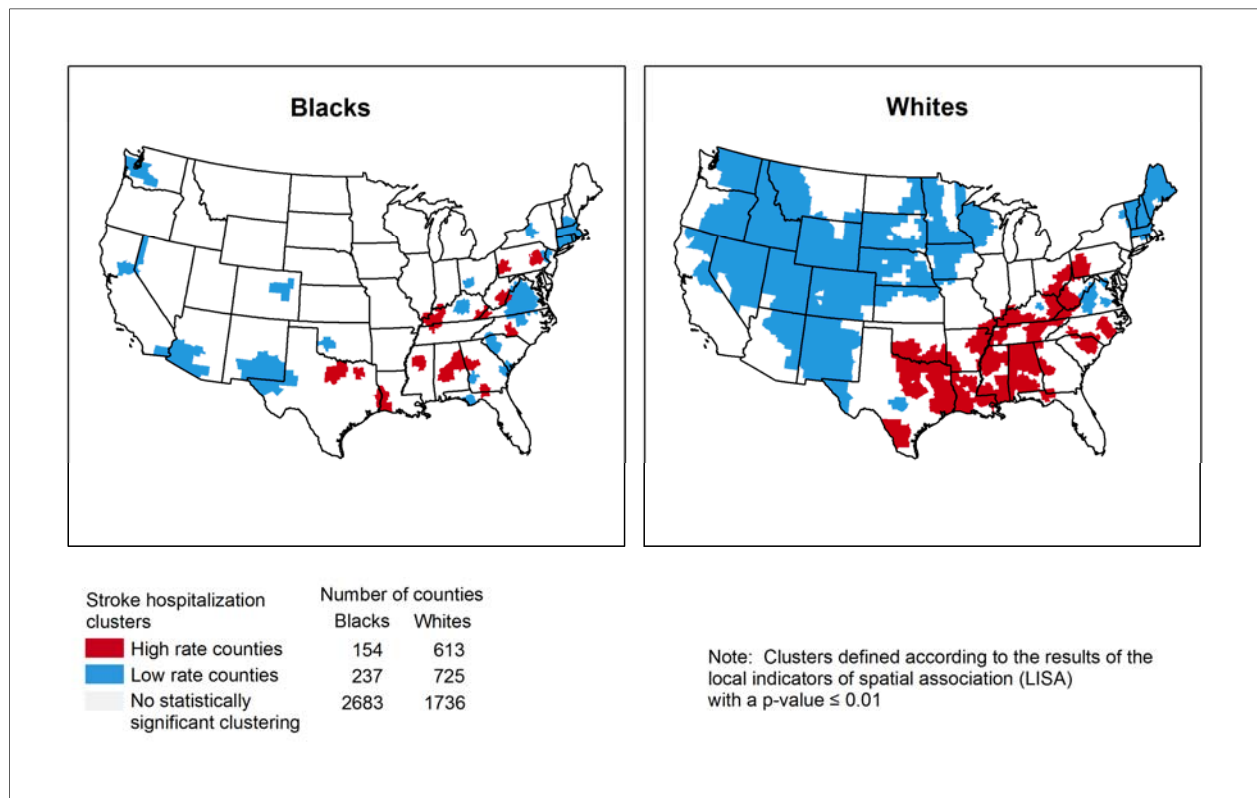 Blacks
Whites
Stroke hospitalization
clusters
Number of counties
Blacks Whites
High rate counties 154 613
Low rate counties 237 725
No statistically 2683 1736
significant clustering
Note: Clusters defined according to the results of the
local indicators of spatial association (LISA)
with a p-value ≤ 0.01